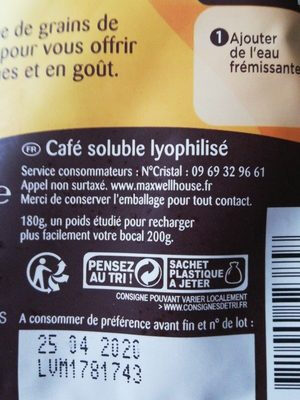 e de grains de
pour vous offrir
es et en goût.
1 Ajouter
de l'eau
frémissante
FR Café soluble lyophilisé
Service consommateurs : N°Cristal : 09 69 32 96 61
Appel non surtaxé. www.maxwellhouse.fr
Merci de conserver l'emballage pour tout contact.
e
180g, un poids étudié pour recharger
plus facilement votre bocal 200g.
PENSEZ
AU TRI !
SACHET
PLASTIQUE
A JETER
CONSIGNE POUVANT VARIER LOCALEMENT
> WWW.CONSIGNESDETRI.FR
s
A consommer de préférence avant fin et n° de lot :
25 04 2020
LVM1781743